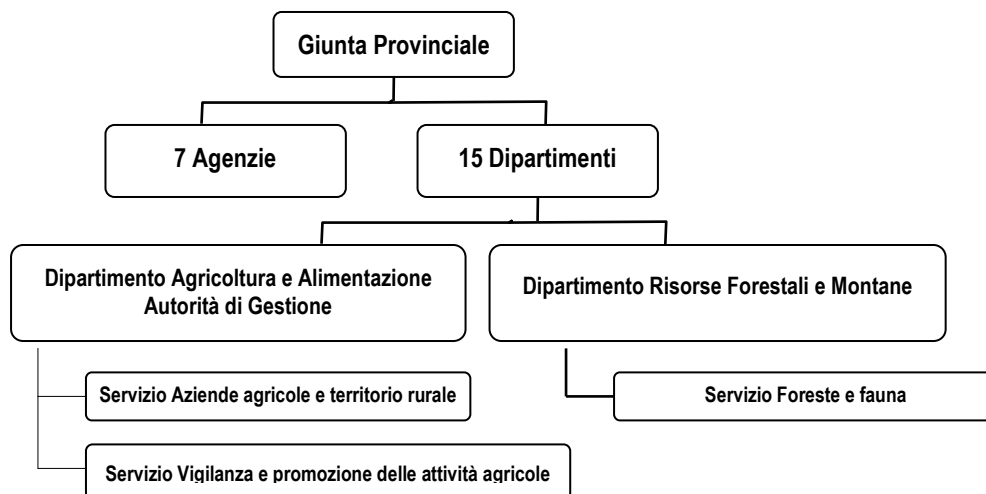 Giunta Provinciale
7 Agenzie
15 Dipartimenti
Dipartimento Agricoltura e Alimentazione
Autorità di Gestione
Dipartimento Risorse Forestali e Montane
Servizio Aziende agricole e territorio rurale
Servizio Foreste e fauna
Servizio Vigilanza e promozione delle attività agricole